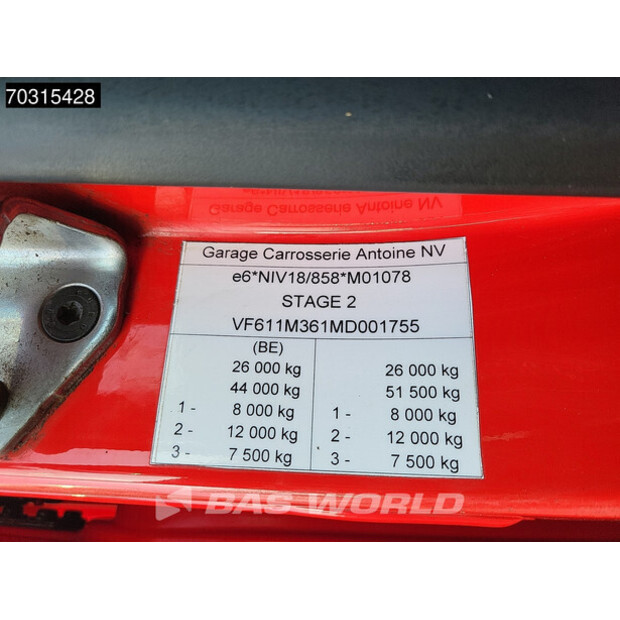 70315428
Garage Carrosserie Antoine NV
Garage Carrosserie Antoine NV
e6*NIV18/858*M01078
STAGE 2
VF611M361MD001755
(BE)
26 000 kg 26 000 kg
44 000 kg 51 500 kg
1 - 8 000 kg 1 - 8 000 kg
2 - 12 000 kg 2 - 12 000 kg
3 - 7 500 kg 3 - 7 500 kg
BAS WORLD